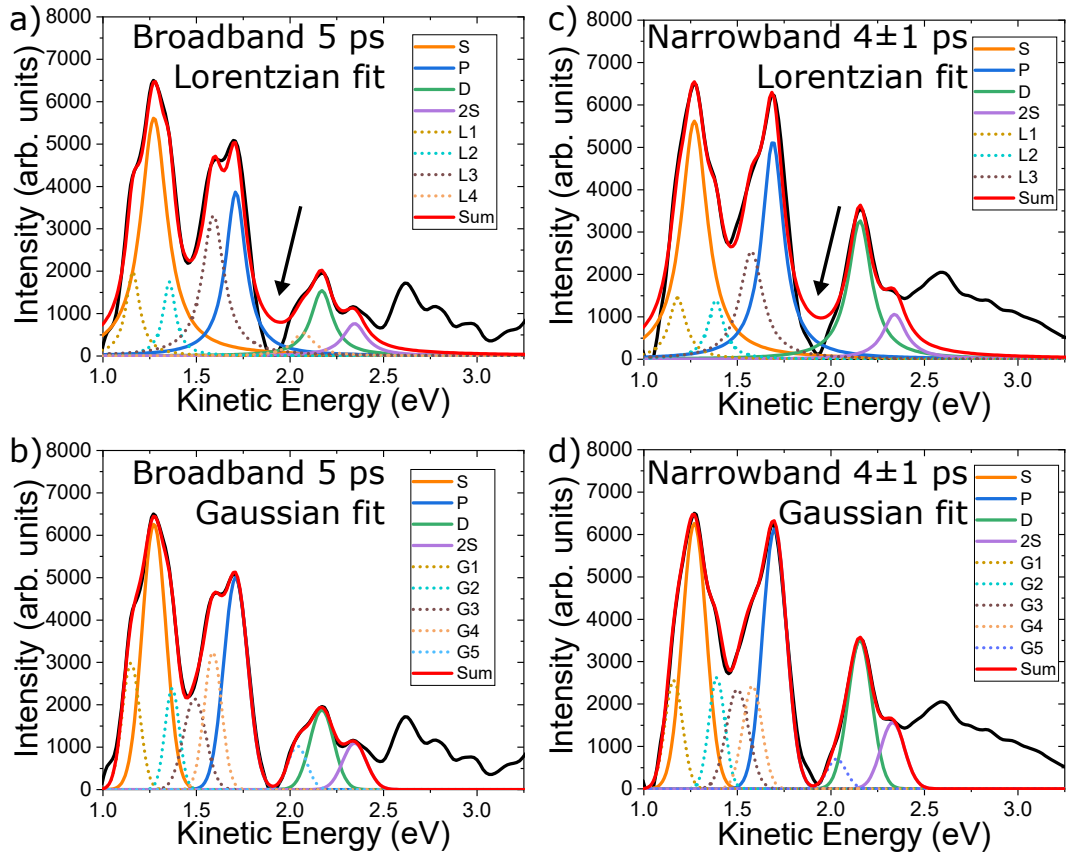 a)
Broadband 5 ps
Lorentzian fit
Intensity (arb. units)
8000
7000
6000
5000
4000
3000
2000
1000
0
S
P
D
2S
L1
L2
L3
L4
Sum
1.0 1.5 2.0 2.5 3.0
Kinetic Energy (eV)
c)
Narrowband 4±1 ps
Lorentzian fit
Intensity (arb. units)
8000
7000
6000
5000
4000
3000
2000
1000
0
S
P
D
2S
L1
L2
L3
Sum
1.0 1.5 2.0 2.5 3.0
Kinetic Energy (eV)
b)
Broadband 5 ps
Gaussian fit
Intensity (arb. units)
8000
7000
6000
5000
4000
3000
2000
1000
0
S
P
D
2S
G1
G2
G3
G4
G5
Sum
1.0 1.5 2.0 2.5 3.0
Kinetic Energy (eV)
d)
Narrowband 4±1 ps
Gaussian fit
Intensity (arb. units)
8000
7000
6000
5000
4000
3000
2000
1000
0
S
P
D
2S
G1
G2
G3
G4
G5
Sum
1.0 1.5 2.0 2.5 3.0
Kinetic Energy (eV)